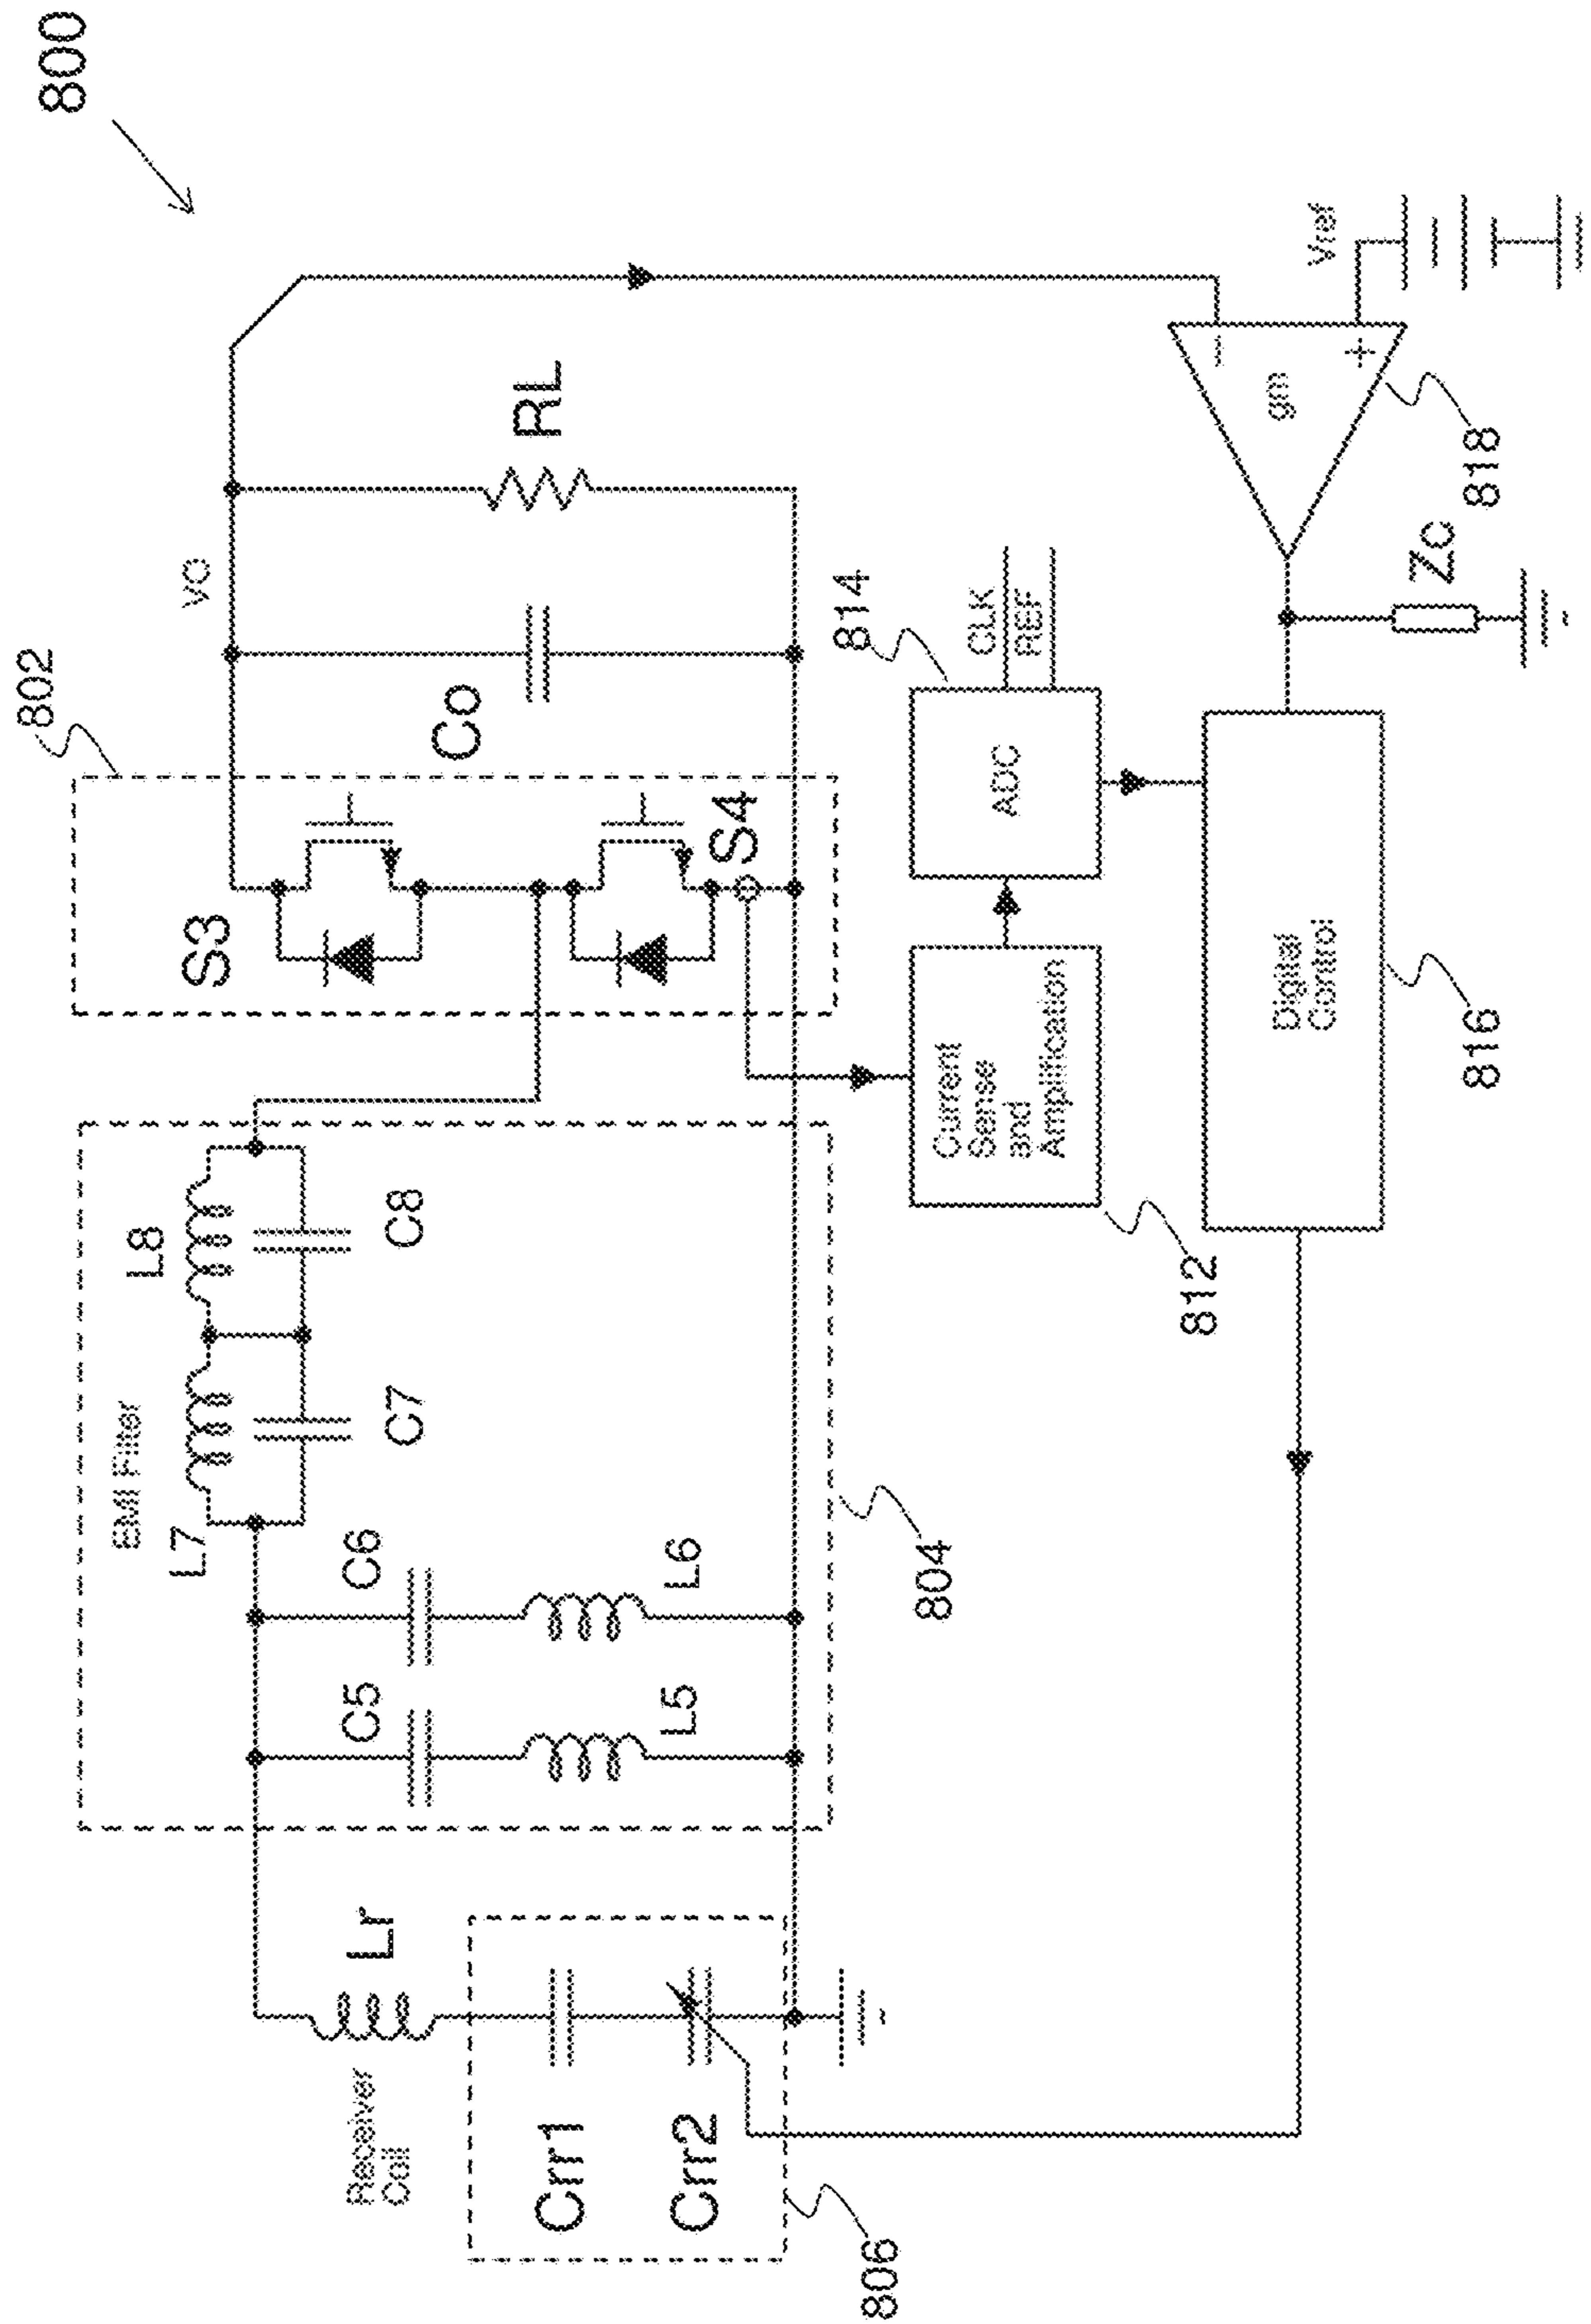 800
802
EMI Filter
L7
L8
C7
C8
C5
C6
L5
L6
804
Receiver
Coil
Lr
Crr1
Crr2
806
S3
S4
vo
Co
RL
Current
Sense
and
Amplification
812
ADC
814
CLK
REF
Digital
Control
816
gm
−
+
818
Vref
Zc